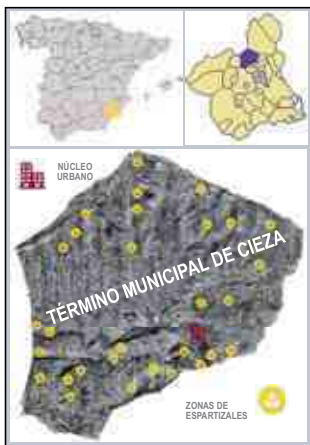 NÚCLEO
URBANO
TÉRMINO MUNICIPAL DE CIEZA
ZONAS DE
ESPARTIZALES